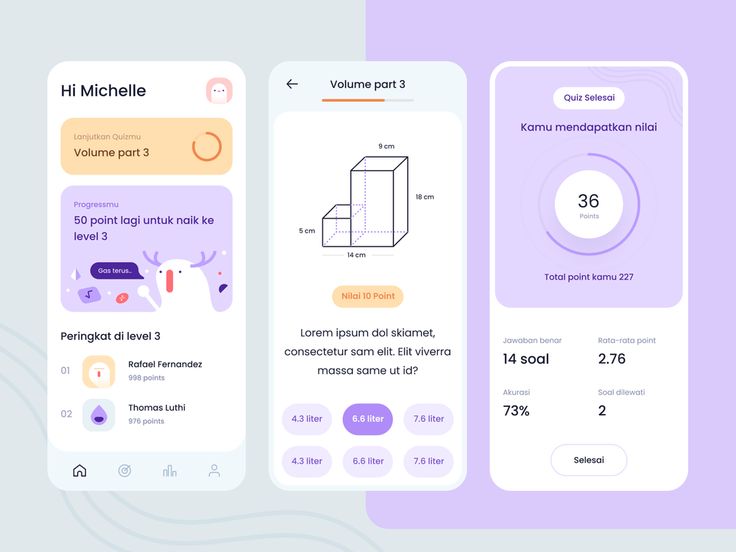 Hi Michelle
Lanjutkan Quizmu
Volume part 3
Progressmu
50 point lagi untuk naik ke
level 3
Gas terus..
√
Peringkat di level 3
01
Rafael Fernandez
998 points
02
Thomas Luthi
976 points
Volume part 3
9 cm
18 cm
5 cm
14 cm
Nilai 10 Point
Lorem ipsum dol skiamet,
consectetur sam elit. Elit viverra
massa same ut id?
4.3 liter
6.6 liter
7.6 liter
4.3 liter
6.6 liter
7.6 liter
Quiz Selesai
Kamu mendapatkan nilai
36
Points
Total point kamu 227
Jawaban benar
14 soal
Rata-rata point
2.76
Akurasi
73%
Soal dilewati
2
Selesai